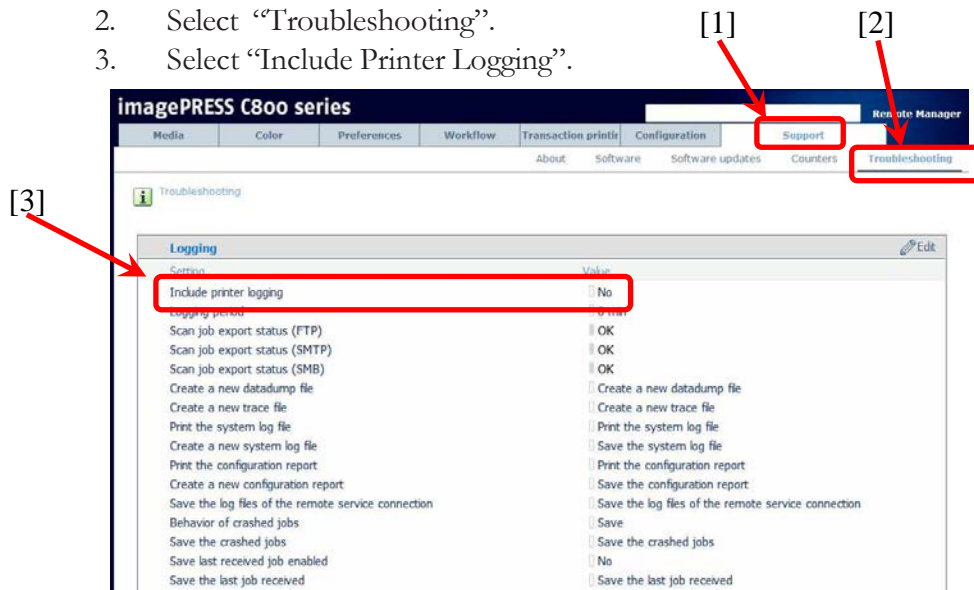 2. Select “Troubleshooting”.
3. Select “Include Printer Logging”.
[1] [2]
imagePRESS C800 series
Remote Manager
Media Color Preferences Workflow Transaction printin Configuration Support
About Software Software updates Counters Troubleshooting
[3]
Troubleshooting
Logging Edit
Setting Value
Include printer logging No
Logging period 0 min
Scan job export status (FTP) OK
Scan job export status (SMTP) OK
Scan job export status (SMB) OK
Create a new datadump file Create a new datadump file
Create a new trace file Create a new trace file
Print the system log file Print the system log file
Create a new system log file Save the system log file
Print the configuration report Print the configuration report
Create a new configuration report Save the configuration report
Save the log files of the remote service connection Save the log files of the remote service connection
Behavior of crashed jobs Save
Save the crashed jobs Save the crashed jobs
Save last received job enabled No
Save the last job received Save the last job received